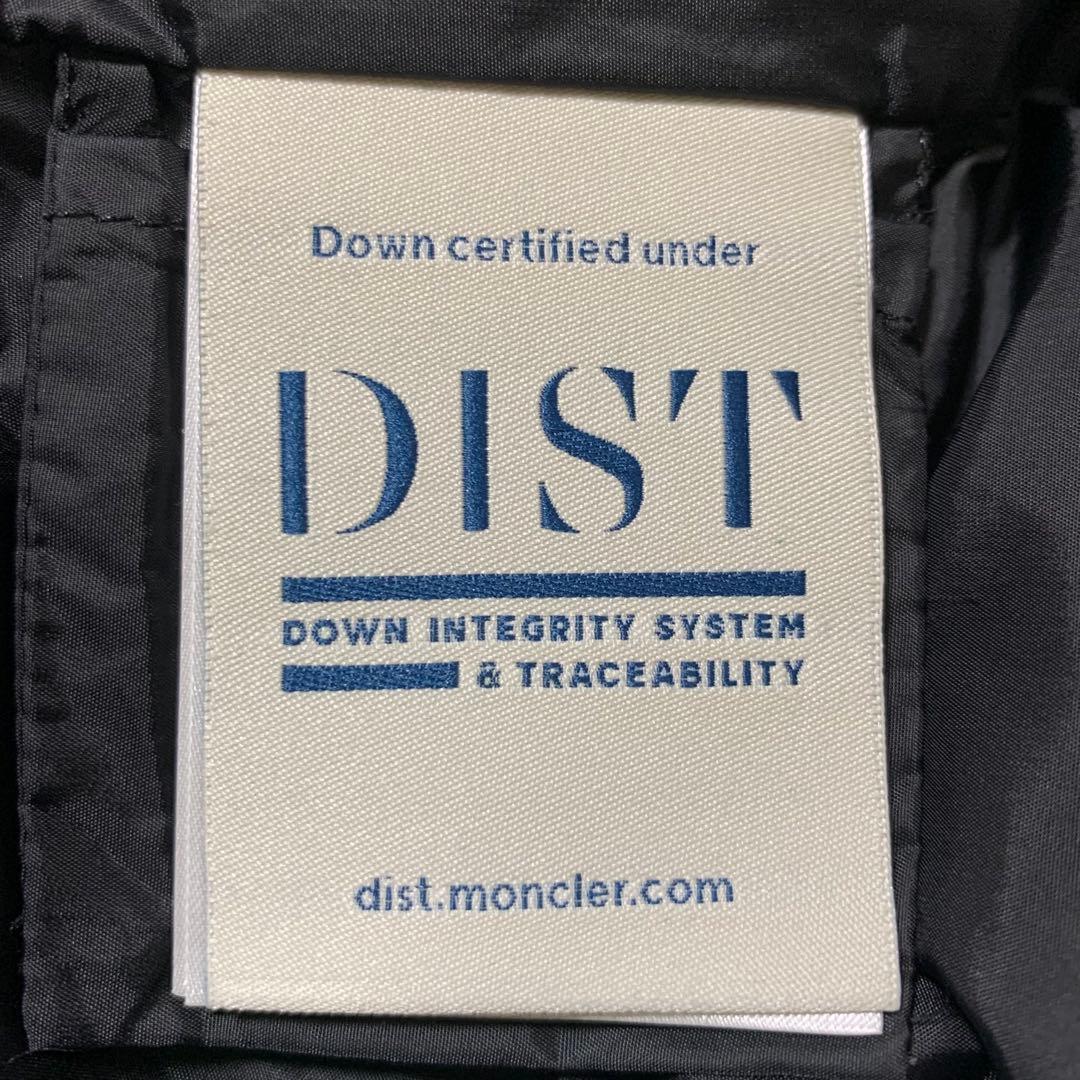 Down certified under
DIST
DOWN INTEGRITY SYSTEM
& TRACEABILITY
dist.moncler.com